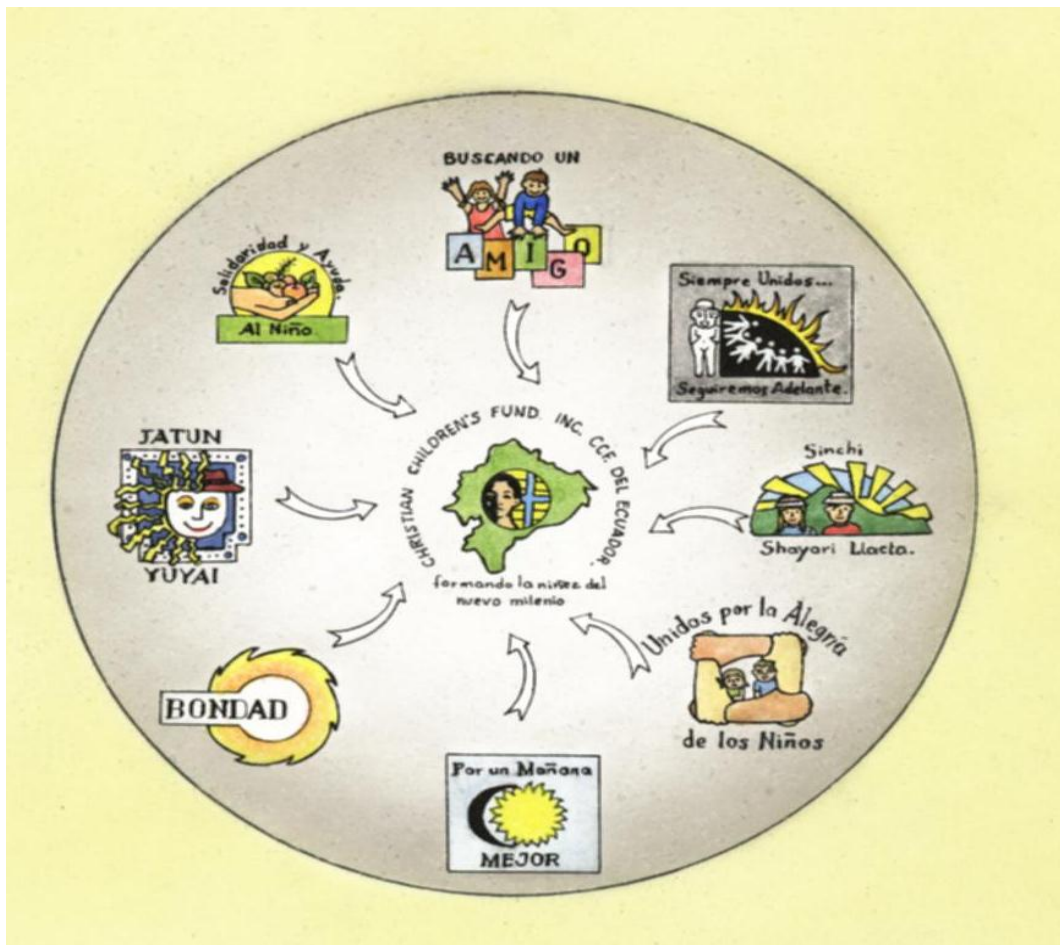 BUSCANDO UN
AMIGO
Solidaridad y Ayuda.
Al Niño.
Siempre Unidos...
Seguiremos Adelante.
JATUN
YUYAI
CHRISTIAN CHILDREN'S FUND. INC. CCF. DEL ECUADOR.
formando la niñez del
nuevo milenio
Sinchi
Shayari Llacta.
BONDAD
Unidos por la Alegría
de los Niños
Por un Mañana
MEJOR